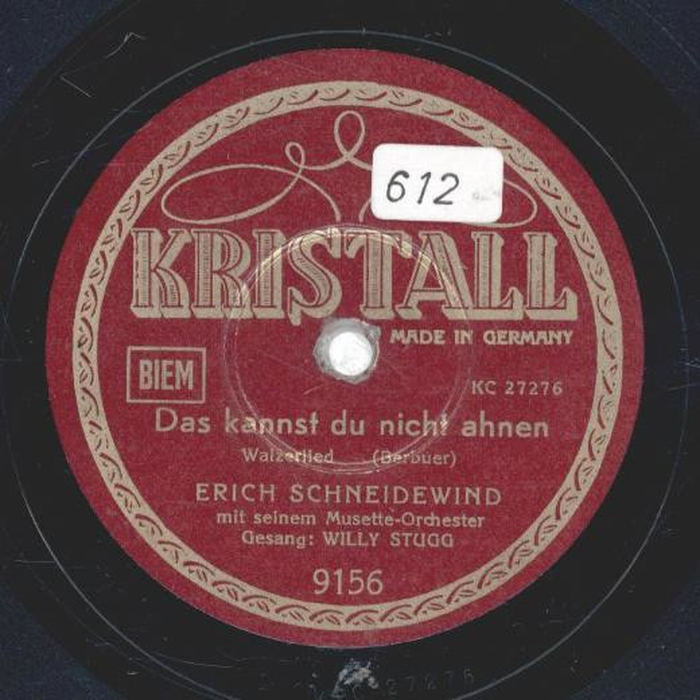 612
KRISTALL
MADE IN GERMANY
BIEM
KC 27276
Das kannst du nicht ahnen
Walzerlied (Berbuer)
ERICH SCHNEIDEWIND
mit seinem Musette-Orchester
Gesang: WILLY STUGG
9156
27276